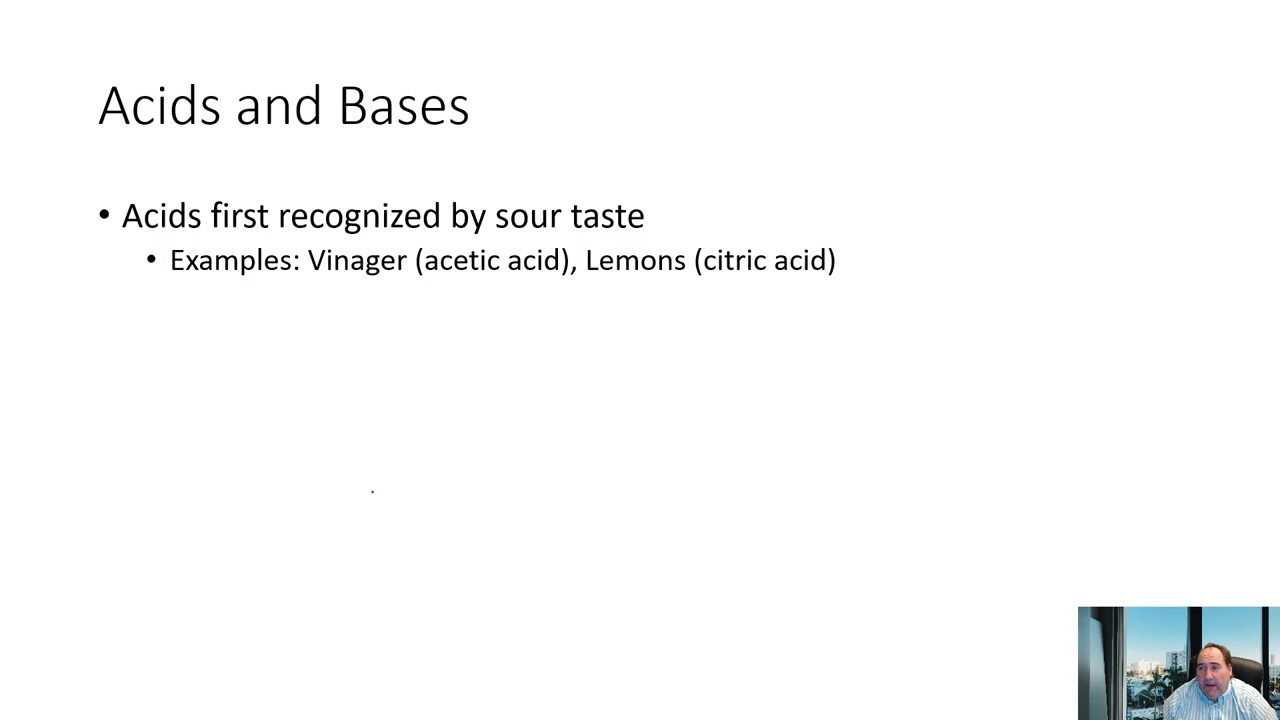 Acids and Bases
• Acids first recognized by sour taste
• Examples: Vinager (acetic acid), Lemons (citric acid)